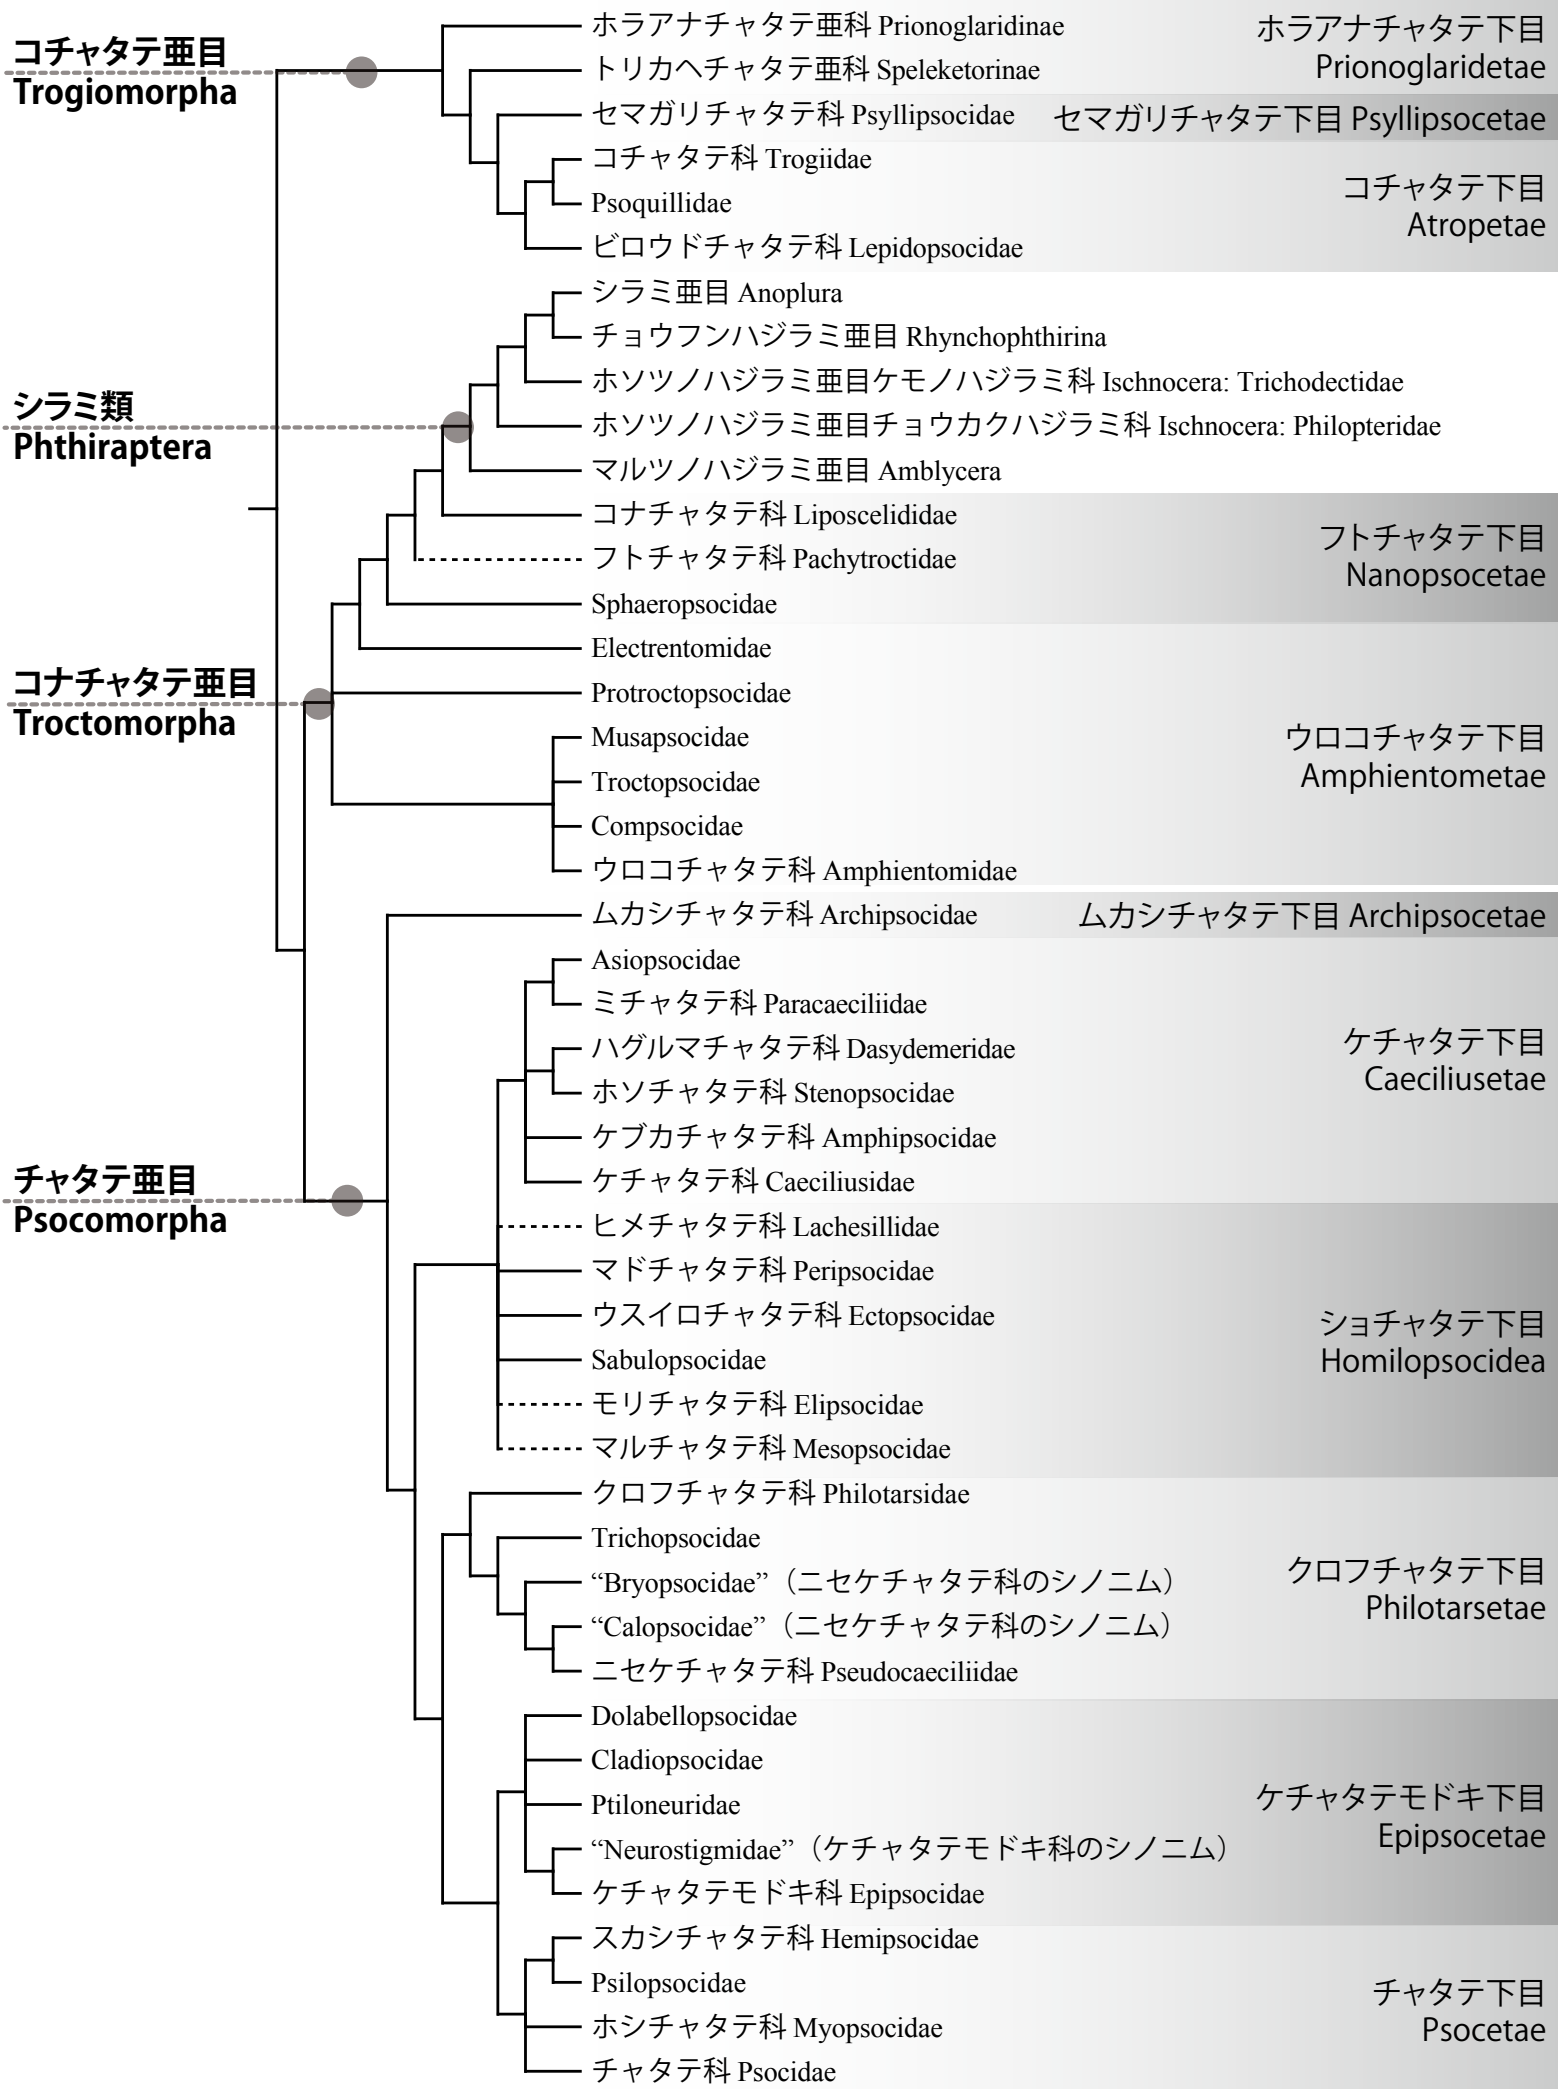 コチャタテ亜目
Trogiomorpha
ホラアナチャタテ亜科 Prionoglaridinae
トリカヘチャタテ亜科 Speleketorinae
ホラアナチャタテ下目
Prionoglaridetae
セマガリチャタテ科 Psyllipsocidae
セマガリチャタテ下目 Psyllipsocetae
コチャタテ科 Trogiidae
Psoquillidae
ビロウドチャタテ科 Lepidopsocidae
コチャタテ下目
Atropetae
シラミ類
Phthiraptera
シラミ亜目 Anoplura
チョウフンハジラミ亜目 Rhynchophthirina
ホソツノハジラミ亜目ケモノハジラミ科 Ischnocera: Trichodectidae
ホソツノハジラミ亜目チョウカクハジラミ科 Ischnocera: Philopteridae
マルツノハジラミ亜目 Amblycera
コナチャタテ科 Liposcelididae
フトチャタテ科 Pachytroctidae
Sphaeropsocidae
フトチャタテ下目
Nanopsocetae
コナチャタテ亜目
Troctomorpha
Electrentomidae
Protroctopsocidae
Musapsocidae
Troctopsocidae
Compsocidae
ウロコチャタテ科 Amphientomidae
ウロコチャタテ下目
Amphientometae
ムカシチャタテ科 Archipsocidae
ムカシチャタテ下目 Archipsocetae
チャタテ亜目
Psocomorpha
Asiopsocidae
ミチャタテ科 Paracaeciliidae
ハグルマチャタテ科 Dasydemeridae
ホソチャタテ科 Stenopsocidae
ケブカチャタテ科 Amphipsocidae
ケチャタテ科 Caeciliusidae
ケチャタテ下目
Caeciliusetae
ヒメチャタテ科 Lachesillidae
マドチャタテ科 Peripsocidae
ウスイロチャタテ科 Ectopsocidae
Sabulopsocidae
モリチャタテ科 Elipsocidae
マルチャタテ科 Mesopsocidae
ショチャタテ下目
Homilopsocidea
クロフチャタテ科 Philotarsidae
Trichopsocidae
“Bryopsocidae”（ニセケチャタテ科のシノニム）
“Calopsocidae”（ニセケチャタテ科のシノニム）
ニセケチャタテ科 Pseudocaeciliidae
クロフチャタテ下目
Philotarsetae
Dolabellopsocidae
Cladiopsocidae
Ptiloneuridae
“Neurostigmidae”（ケチャタテモドキ科のシノニム）
ケチャタテモドキ科 Epipsocidae
ケチャタテモドキ下目
Epipsocetae
スカシチャタテ科 Hemipsocidae
Psilopsocidae
ホシチャタテ科 Myopsocidae
チャタテ科 Psocidae
チャタテ下目
Psocetae